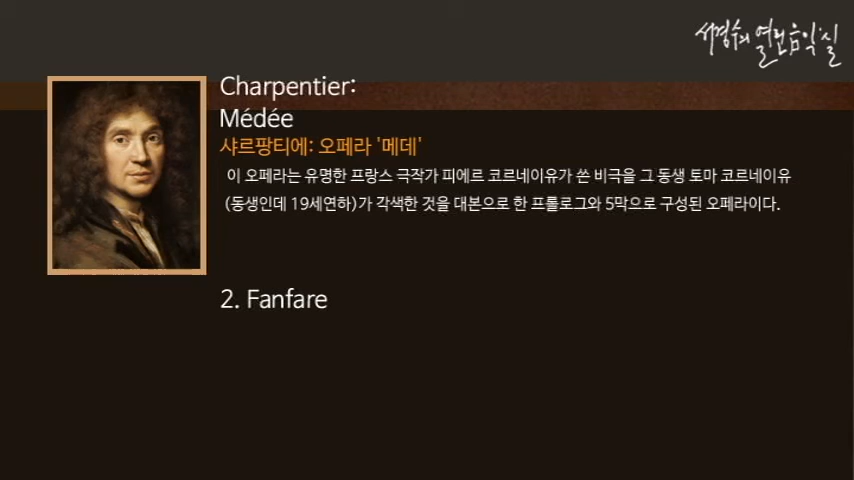 서경수의 열린음악실
Charpentier:
Médée
샤르팡티에: 오페라 '메데'
이 오페라는 유명한 프랑스 극작가 피에르 코르네이유가 쓴 비극을 그 동생 토마 코르네이유
(동생인데 19세연하)가 각색한 것을 대본으로 한 프롤로그와 5막으로 구성된 오페라이다.
2. Fanfare